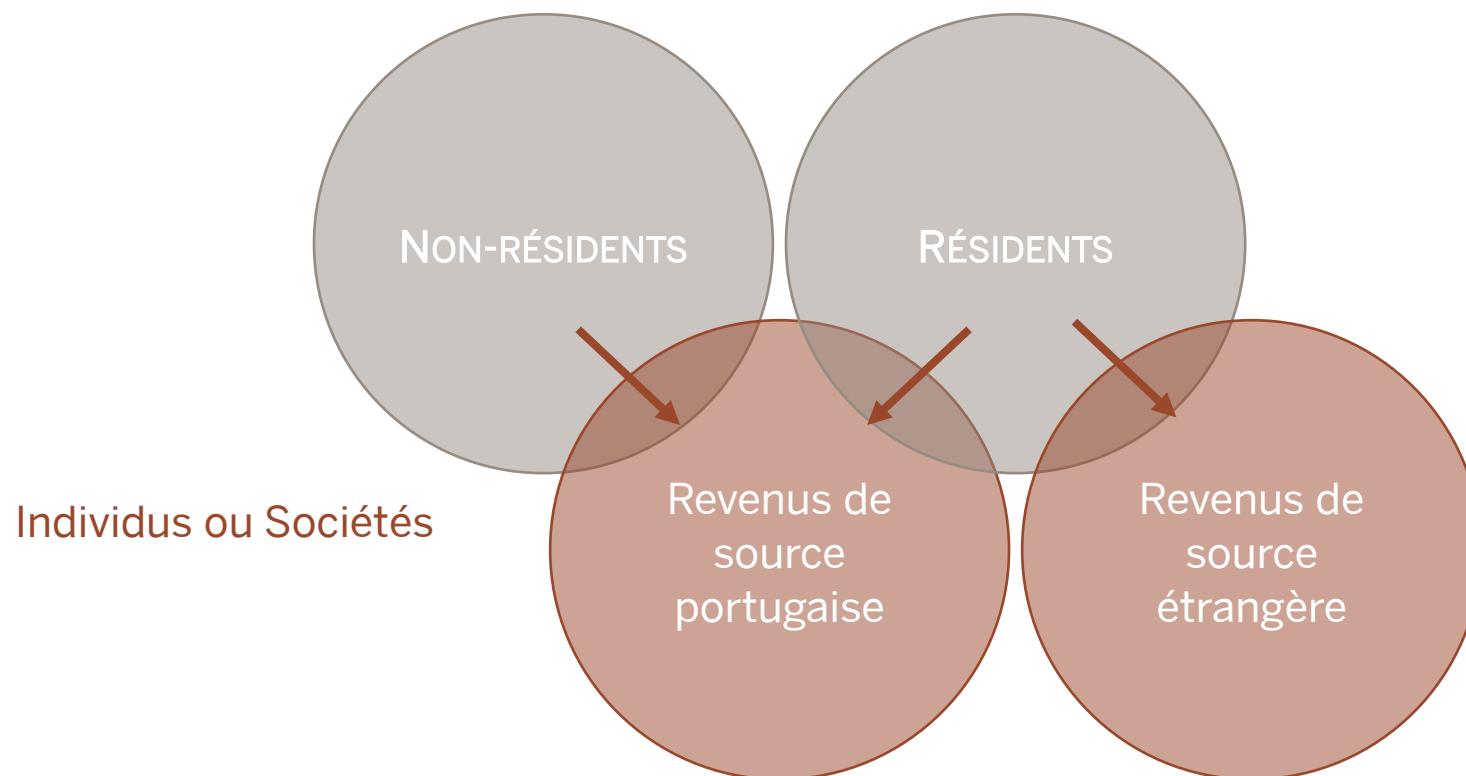 NON-RÉSIDENTS
RÉSIDENTS
Individus ou Sociétés
Revenus de
source
portugaise
Revenus de
source
étrangère